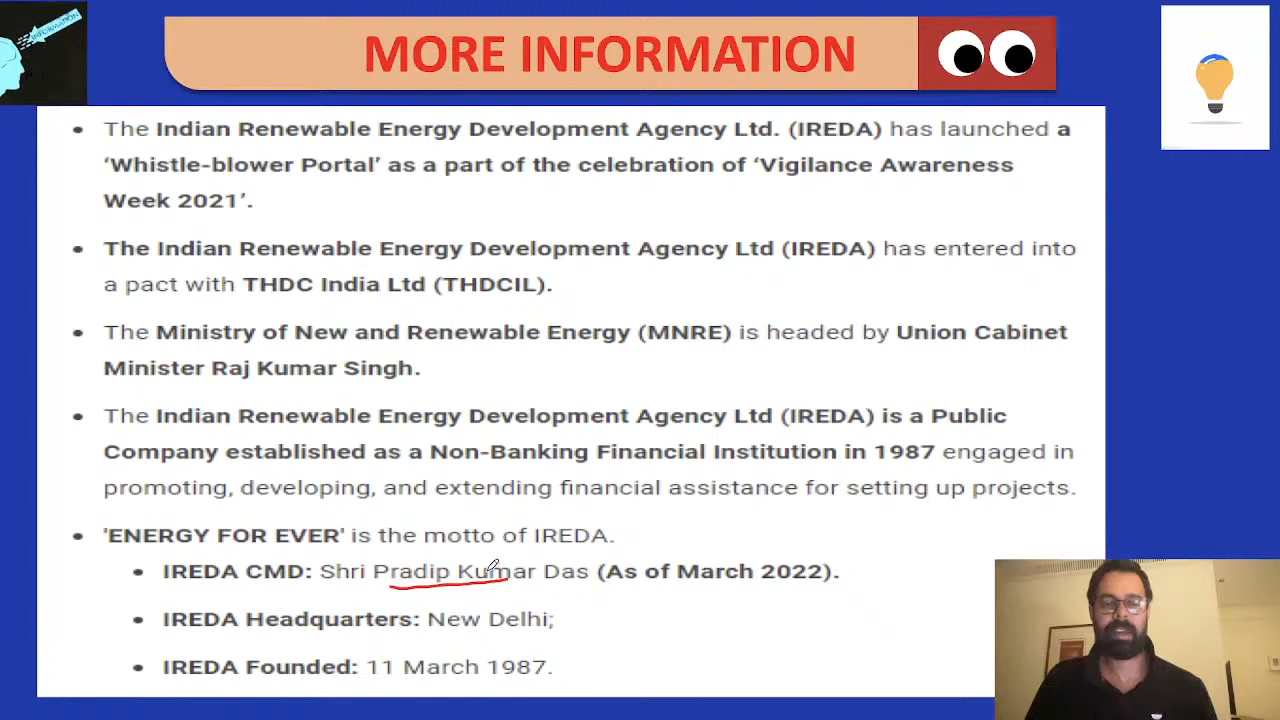 INFORMATION
MORE INFORMATION
• The Indian Renewable Energy Development Agency Ltd. (IREDA) has launched a
‘Whistle-blower Portal’ as a part of the celebration of ‘Vigilance Awareness
Week 2021’.
• The Indian Renewable Energy Development Agency Ltd (IREDA) has entered into
a pact with THDC India Ltd (THDCIL).
• The Ministry of New and Renewable Energy (MNRE) is headed by Union Cabinet
Minister Raj Kumar Singh.
• The Indian Renewable Energy Development Agency Ltd (IREDA) is a Public
Company established as a Non-Banking Financial Institution in 1987 engaged in
promoting, developing, and extending financial assistance for setting up projects.
• 'ENERGY FOR EVER' is the motto of IREDA.
• IREDA CMD: Shri Pradip Kumar Das (As of March 2022).
• IREDA Headquarters: New Delhi;
• IREDA Founded: 11 March 1987.